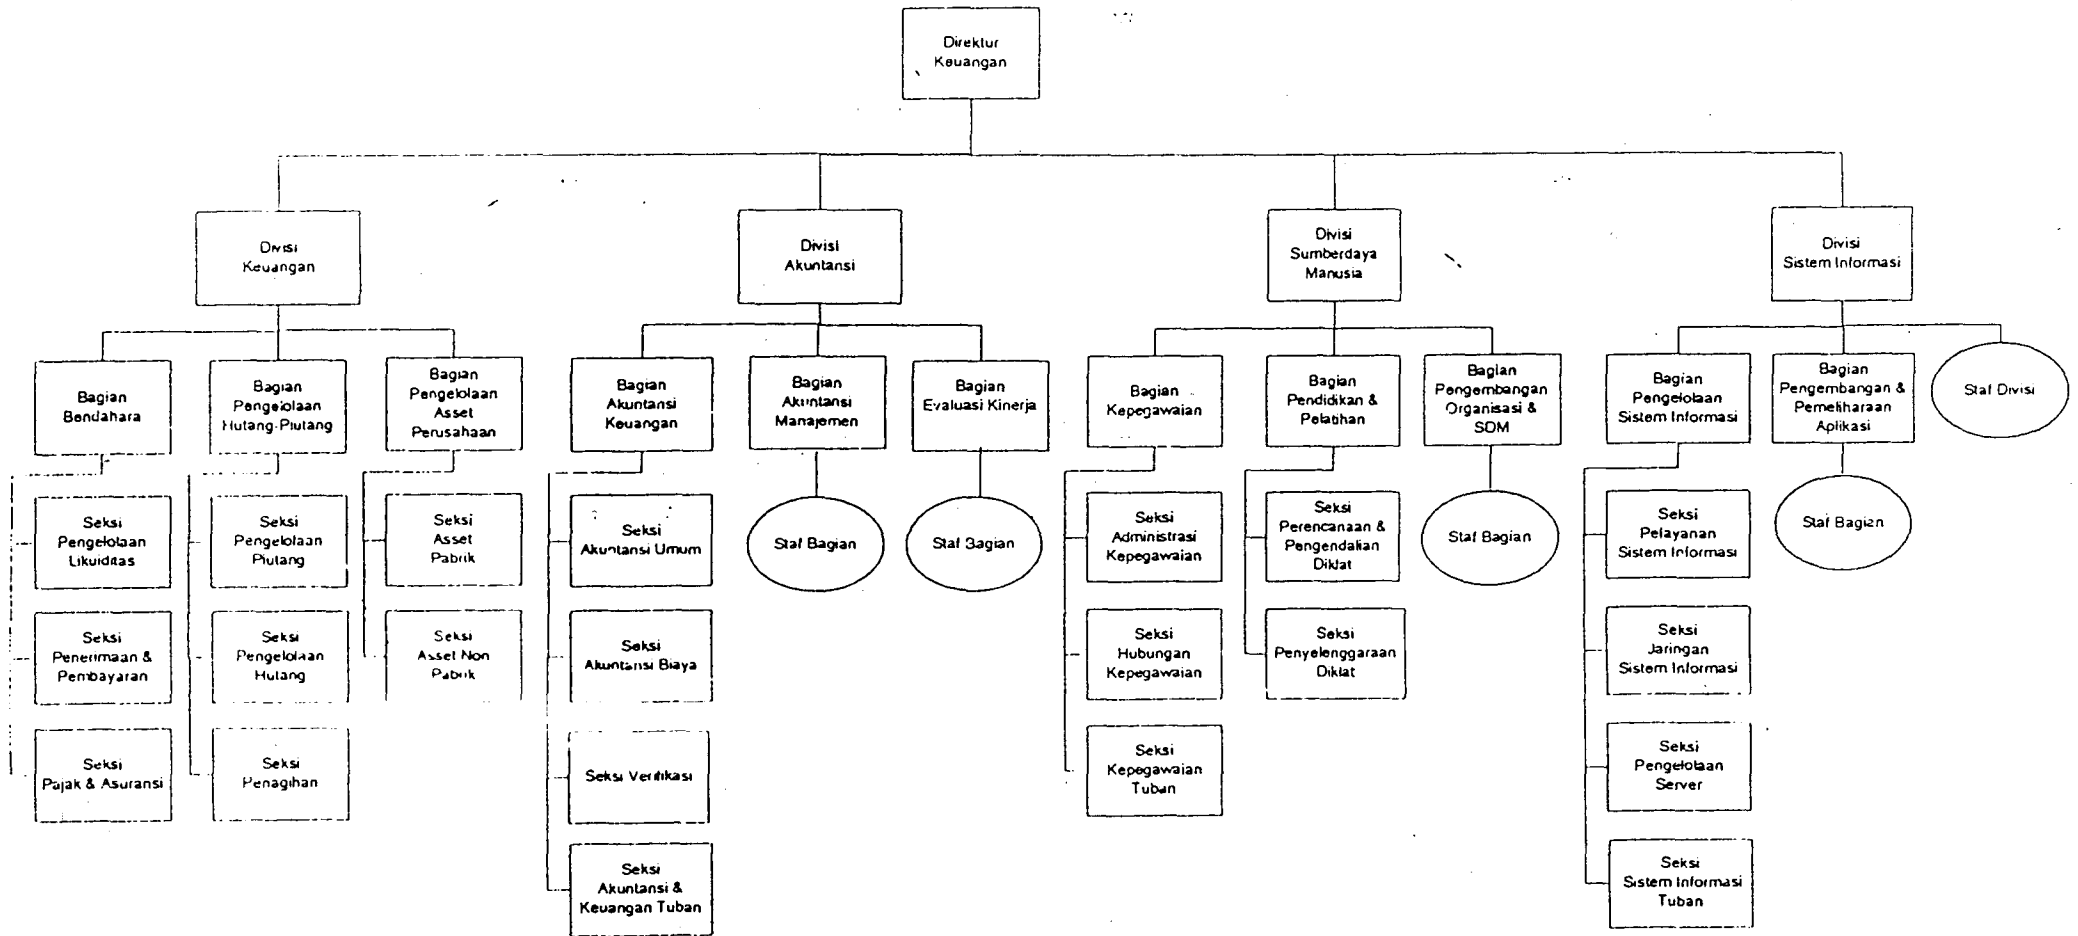 Direktur
Keuangan
Divisi
Keuangan
Divisi
Akuntansi
Divisi
Sumberdaya
Manusia
Divisi
Sistem Informasi
Bagian
Bendahara
Bagian
Pengelolaan
Hutang-Piutang
Bagian
Pengelolaan
Asset
Perusahaan
Bagian
Akuntansi
Keuangan
Bagian
Akuntansi
Manajemen
Bagian
Evaluasi Kinerja
Bagian
Kepegawaian
Bagian
Pendidikan &
Pelatihan
Bagian
Pengembangan
Organisasi &
SDM
Bagian
Pengelolaan
Sistem Informasi
Bagian
Pengembangan &
Pemeliharaan
Aplikasi
Staf Divisi
Seksi
Pengelolaan
Likuiditas
Seksi
Pengelolaan
Piutang
Seksi
Asset
Pabrik
Seksi
Akuntansi Umum
Staf Bagian
Staf Bagian
Seksi
Administrasi
Kepegawaian
Seksi
Perencanaan &
Pengendalian
Diklat
Staf Bagian
Seksi
Pelayanan
Sistem Informasi
Staf Bagian
Seksi
Penerimaan &
Pembayaran
Seksi
Pengelolaan
Hutang
Seksi
Asset Non
Pabrik
Seksi
Akuntansi Biaya
Seksi
Hubungan
Kepegawaian
Seksi
Penyelenggaraan
Diklat
Seksi
Jaringan
Sistem Informasi
Seksi
Pajak & Asuransi
Seksi
Penagihan
Seksi Verifikasi
Seksi
Kepegawaian
Tuban
Seksi
Pengelolaan
Server
Seksi
Akuntansi &
Keuangan Tuban
Seksi
Sistem Informasi
Tuban